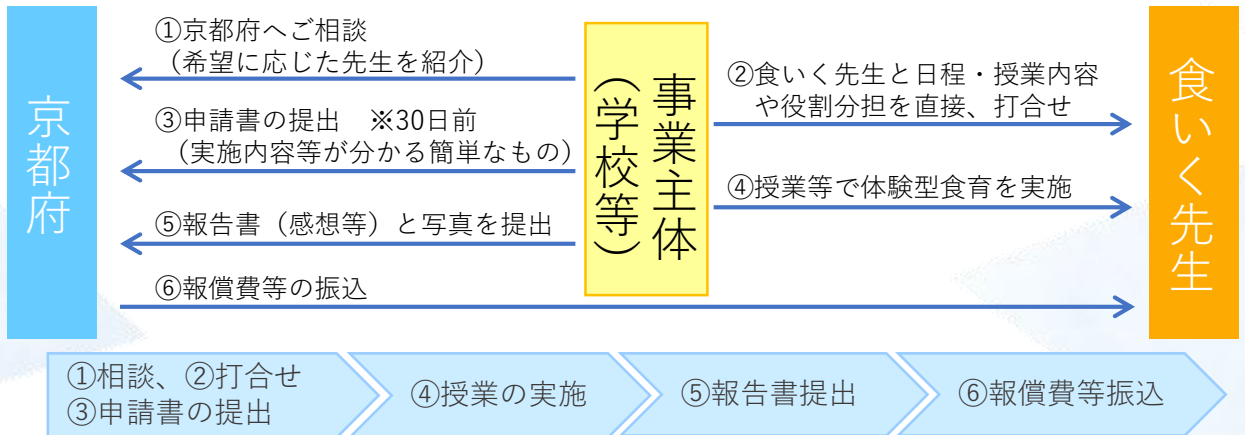 京都府
①京都府へご相談
（希望に応じた先生を紹介）
③申請書の提出　※30日前
（実施内容等が分かる簡単なもの）
⑤報告書（感想等）と写真を提出
⑥報償費等の振込
事業主体
（学校等）
②食いく先生と日程・授業内容
や役割分担を直接、打合せ
④授業等で体験型食育を実施
食いく先生
①相談、②打合せ
③申請書の提出
④授業の実施
⑤報告書提出
⑥報償費等振込